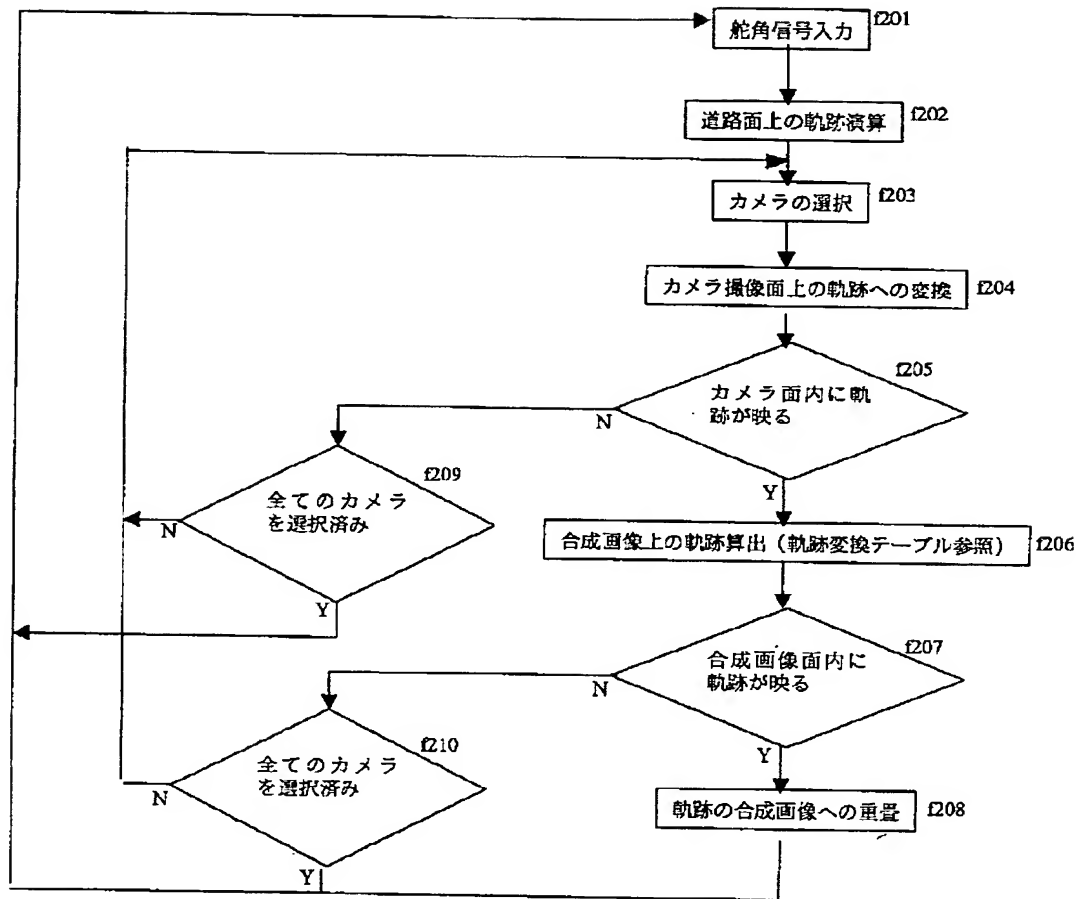 舵角信号入力
f201
道路面上の軌跡演算
f202
カメラの選択
f203
カメラ撮像面上の軌跡への変換
f204
f205
カメラ面内に軌
跡が映る
N
Y
f209
全てのカメラ
を選択済み
N
Y
合成画像上の軌跡算出（軌跡変換テーブル参照）
f206
f207
合成画像面内に
軌跡が映る
N
Y
f210
全てのカメラ
を選択済み
N
Y
軌跡の合成画像への重畳
f208